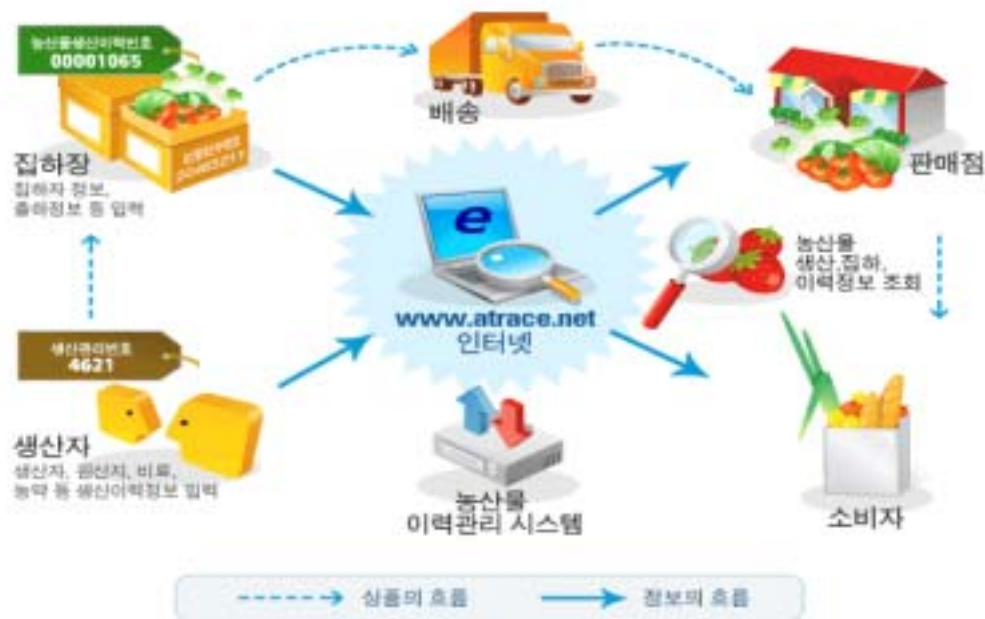 농산물생산이력번호
00001065
집하장
집하자 정보,
출하정보 등 입력
배송
판매점
농산물
생산,집하,
이력정보 조회
www.atrace.net
인터넷
생산관리번호
4621
생산자
생산자, 원산지, 비료,
농약 등 생산이력정보 입력
농산물
이력관리 시스템
소비자
상품의 흐름
정보의 흐름